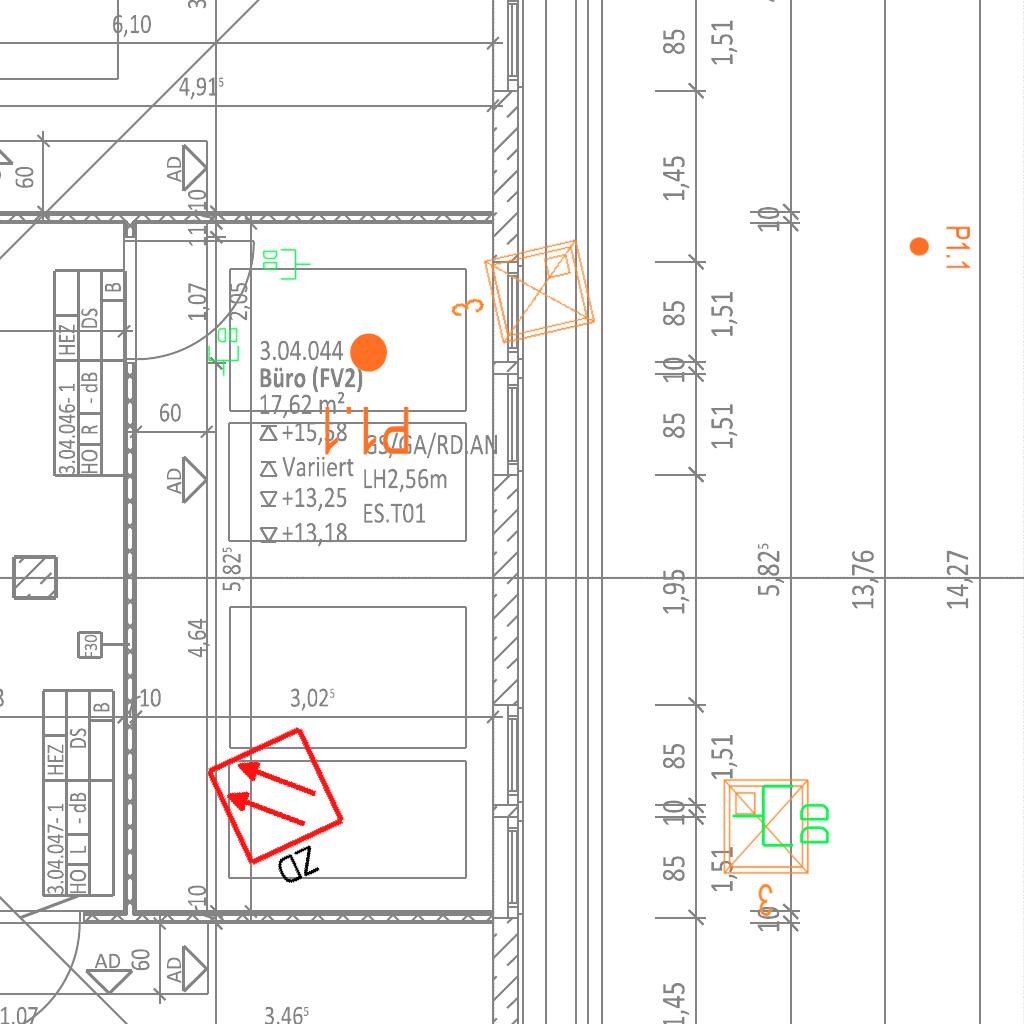 6,10
4,91⁵
85
1,51
AD
60
10
1,45
10
P1.1
11⁵
DD
B
DS
HEZ
1,07
2,05
3
85
1,51
3.04.044
Büro (FV2)
17,62 m²
+15,58
P1.1
GS/GA/RD.AN
Variiert
LH2,56m
+13,25
ES.T01
+13,18
10
85
1,51
3.04.046-1
HO
R
- dB
60
AD
5,82⁵
1,95
5,82⁵
13,76
14,27
F30
4,64
10
3,02⁵
B
DS
HEZ
3.04.047-1
HO
L
- dB
85
1,51
10
DD
ZD
85
1,51
3
10
10
AD
60
AD
1,07
3,46⁵
1,45